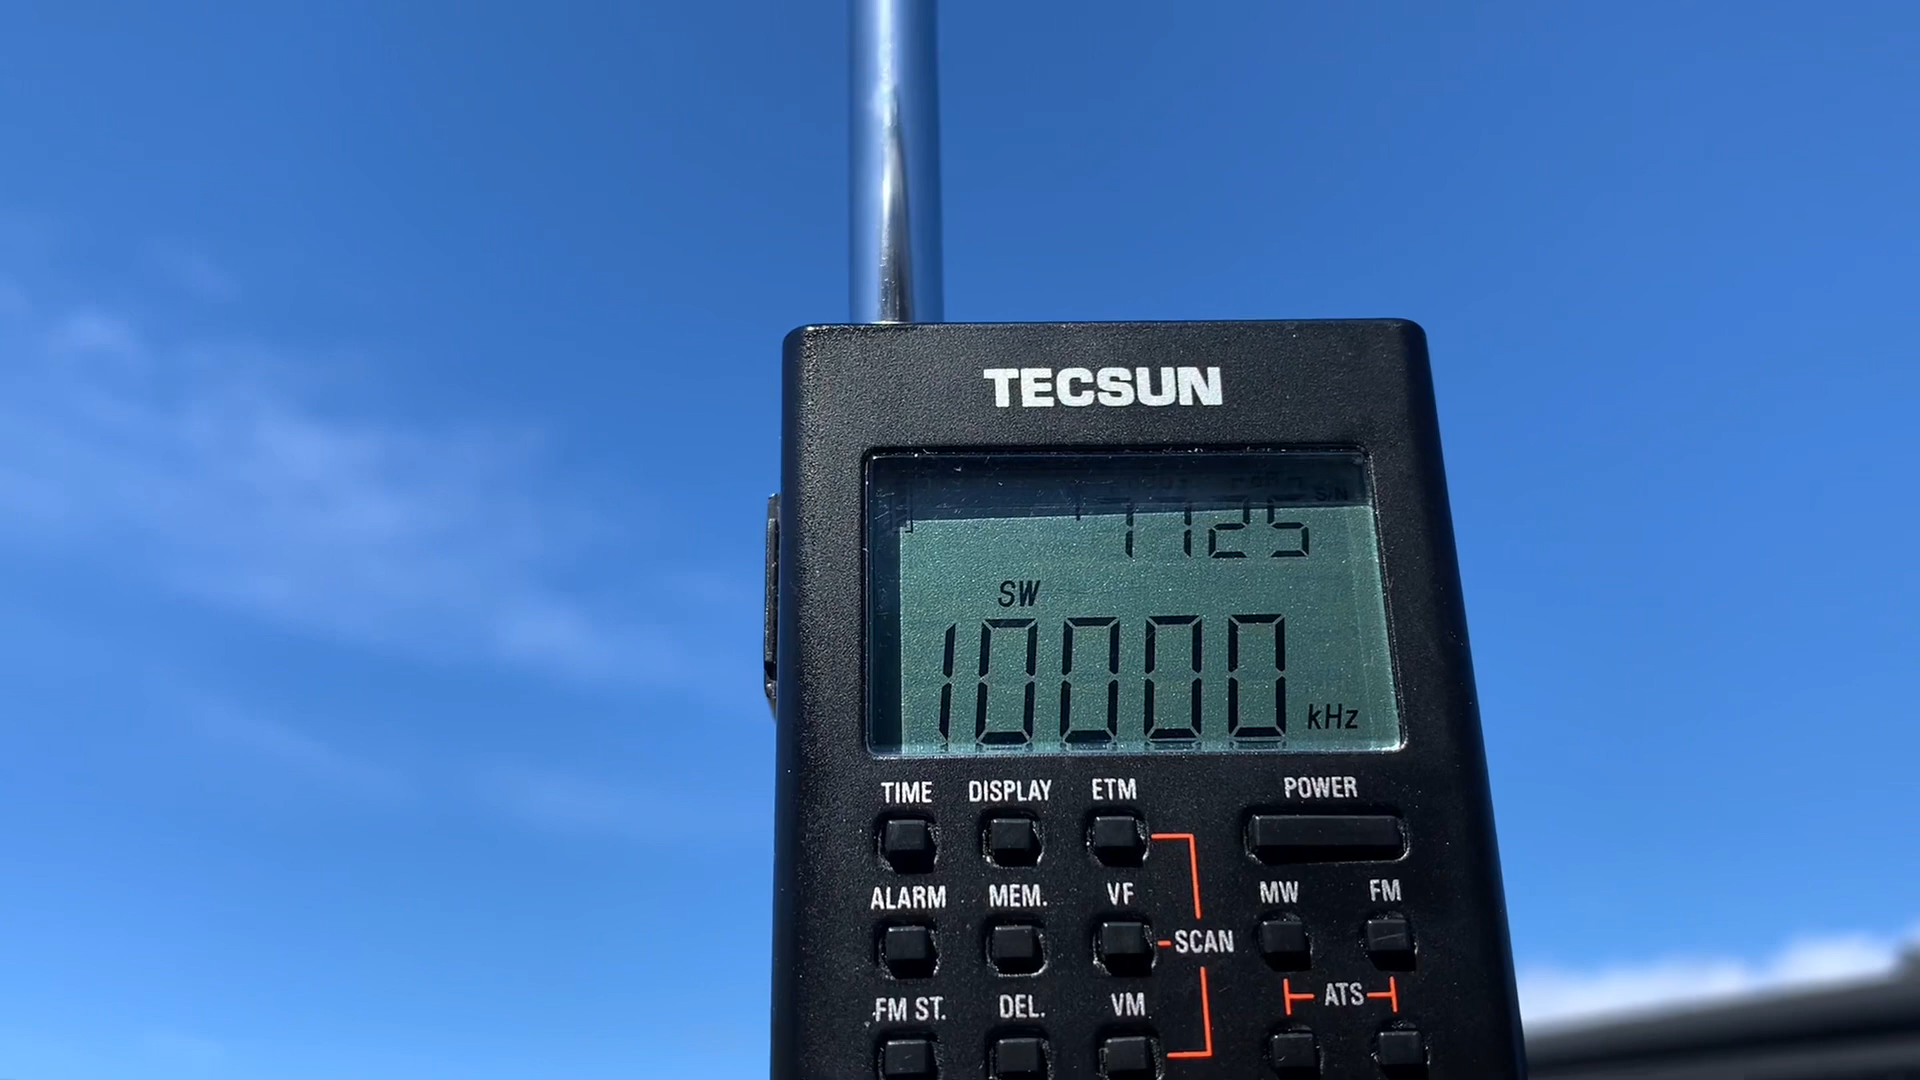 TECSUN
S/N
SW
10000 kHz
TIME DISPLAY ETM POWER
ALARM MEM. VF MW FM
SCAN
FM ST. DEL. VM ATS